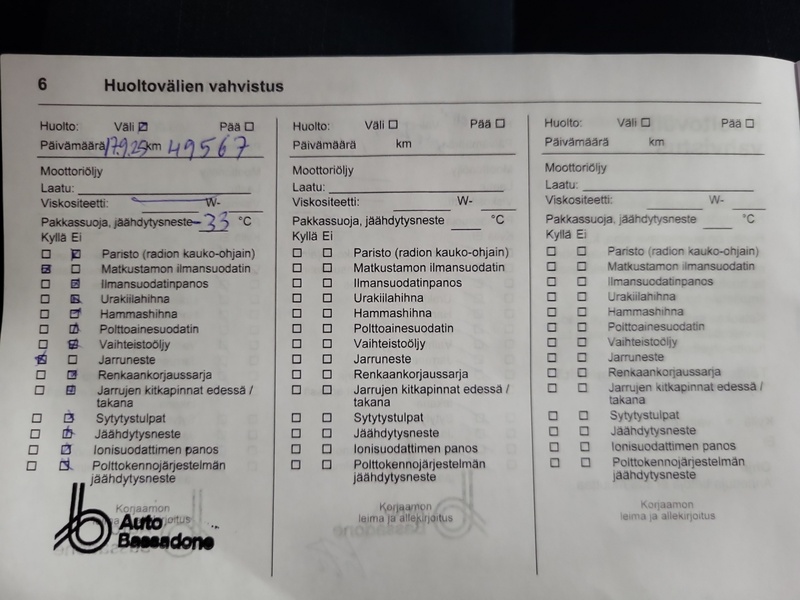 6 Huoltovälien vahvistus
Huolto: Väli Pää
Päivämäärä 17.9.25 km 49567
Moottoriöljy
Laatu:
Viskositeetti: W-
Pakkassuoja, jäähdytysneste -33 °C
Kyllä Ei
Paristo (radion kauko-ohjain)
Matkustamon ilmansuodatin
Ilmansuodatinpanos
Urakiilahihna
Hammashihna
Polttoainesuodatin
Vaihteistoöljy
Jarruneste
Renkaankorjaussarja
Jarrujen kitkapinnat edessä /
takana
Sytytystulpat
Jäähdytysneste
Ionisuodattimen panos
Polttokennojärjestelmän
jäähdytysneste
Korjaamon
Auto
Bassadone
Huolto: Väli Pää
Päivämäärä km
Moottoriöljy
Laatu:
Viskositeetti: W-
Pakkassuoja, jäähdytysneste °C
Kyllä Ei
Paristo (radion kauko-ohjain)
Matkustamon ilmansuodatin
Ilmansuodatinpanos
Urakiilahihna
Hammashihna
Polttoainesuodatin
Vaihteistoöljy
Jarruneste
Renkaankorjaussarja
Jarrujen kitkapinnat edessä /
takana
Sytytystulpat
Jäähdytysneste
Ionisuodattimen panos
Polttokennojärjestelmän
jäähdytysneste
Korjaamon
leima ja allekirjoitus
Huolto: Väli Pää
Päivämäärä km
Moottoriöljy
Laatu:
Viskositeetti: W-
Pakkassuoja, jäähdytysneste °C
Kyllä Ei
Paristo (radion kauko-ohjain)
Matkustamon ilmansuodatin
Ilmansuodatinpanos
Urakiilahihna
Hammashihna
Polttoainesuodatin
Vaihteistoöljy
Jarruneste
Renkaankorjaussarja
Jarrujen kitkapinnat edessä /
takana
Sytytystulpat
Jäähdytysneste
Ionisuodattimen panos
Polttokennojärjestelmän
jäähdytysneste
Korjaamon
leima ja allekirjoitus